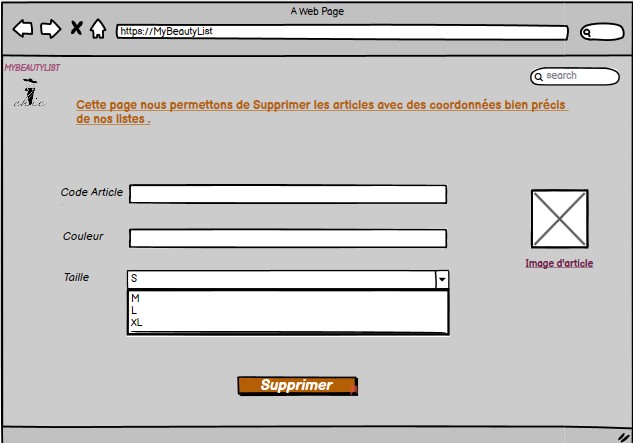 A Web Page
https://MyBeautyList
MYBEAUTYLIST
search
chic
Cette page nous permettons de Supprimer les articles avec des coordonnées bien précis
de nos listes .
Code Article
Couleur
Image d'article
Taille
S
M
L
XL
Supprimer